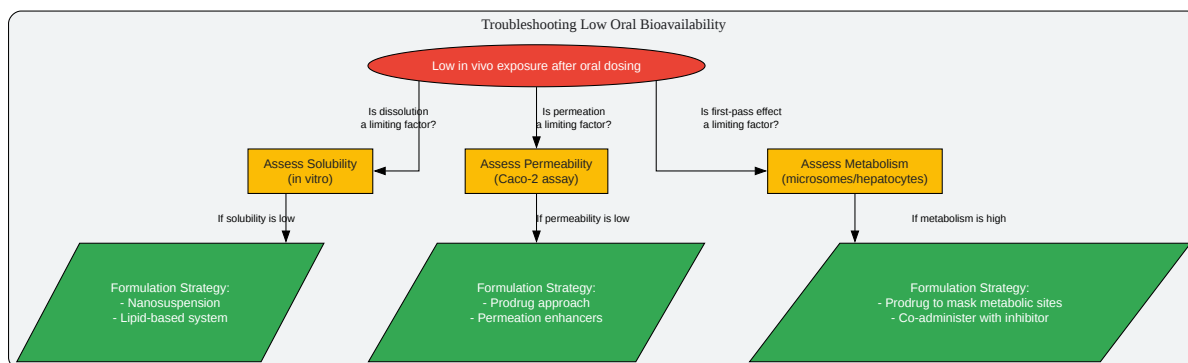 Troubleshooting Low Oral Bioavailability
Low in vivo exposure after oral dosing
Is dissolution
a limiting factor?
Is permeation
a limiting factor?
Is first-pass effect
a limiting factor?
Assess Solubility
(in vitro)
Assess Permeability
(Caco-2 assay)
Assess Metabolism
(microsomes/hepatocytes)
If solubility is low
If permeability is low
If metabolism is high
Formulation Strategy:
- Nanosuspension
- Lipid-based system
Formulation Strategy:
- Prodrug approach
- Permeation enhancers
Formulation Strategy:
- Prodrug to mask metabolic sites
- Co-administer with inhibitor